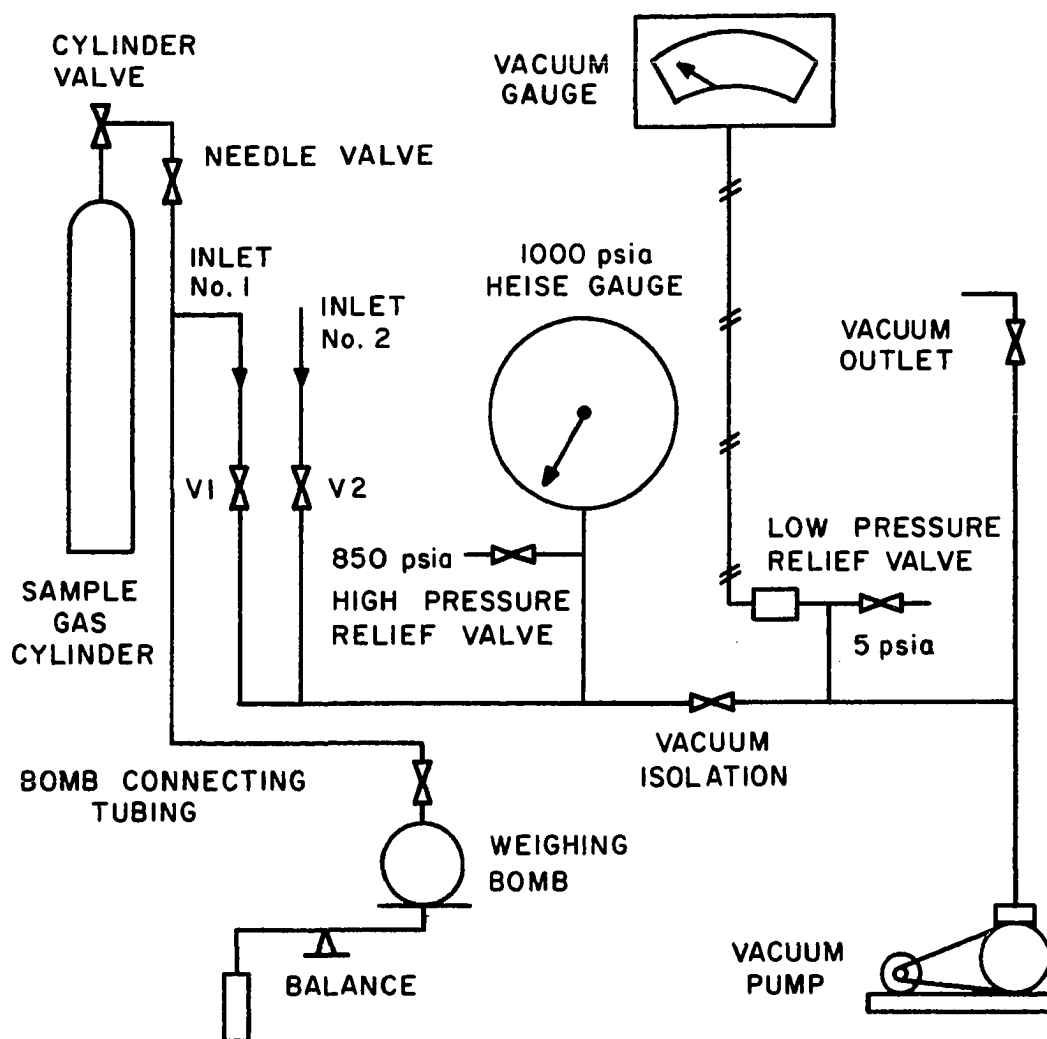 CYLINDER
VALVE
VACUUM
GAUGE
NEEDLE VALVE
INLET
No. 1
1000 psia
HEISE GAUGE
INLET
No. 2
VACUUM
OUTLET
V1
V2
850 psia
HIGH PRESSURE
RELIEF VALVE
LOW PRESSURE
RELIEF VALVE
5 psia
SAMPLE
GAS
CYLINDER
VACUUM
ISOLATION
BOMB CONNECTING
TUBING
WEIGHING
BOMB
BALANCE
VACUUM
PUMP